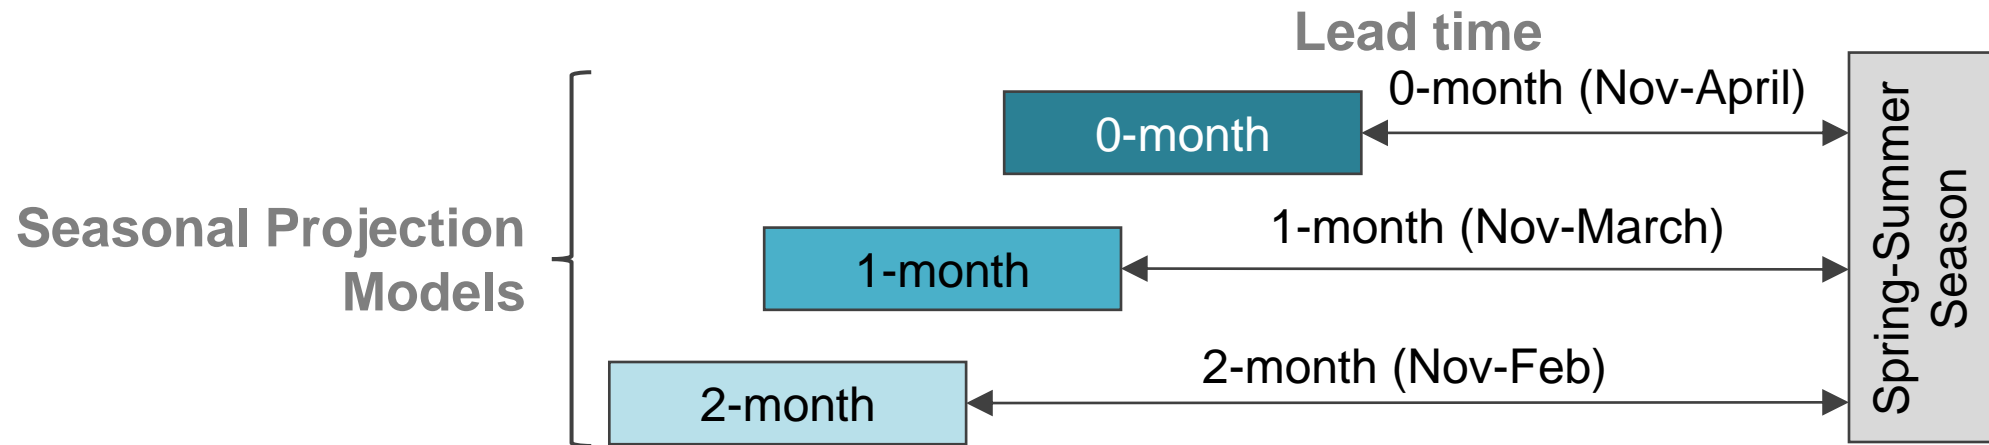 Lead time
0-month (Nov-April)
0-month
Seasonal Projection
Models
1-month (Nov-March)
1-month
2-month (Nov-Feb)
2-month
Spring-Summer
Season